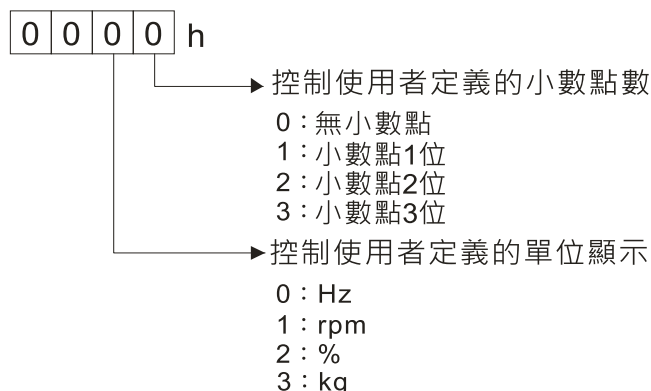 0 0 0 0 h
控制使用者定義的小數點數
0：無小數點
1：小數點1位
2：小數點2位
3：小數點3位
控制使用者定義的單位顯示
0：Hz
1：rpm
2：%
3：kg